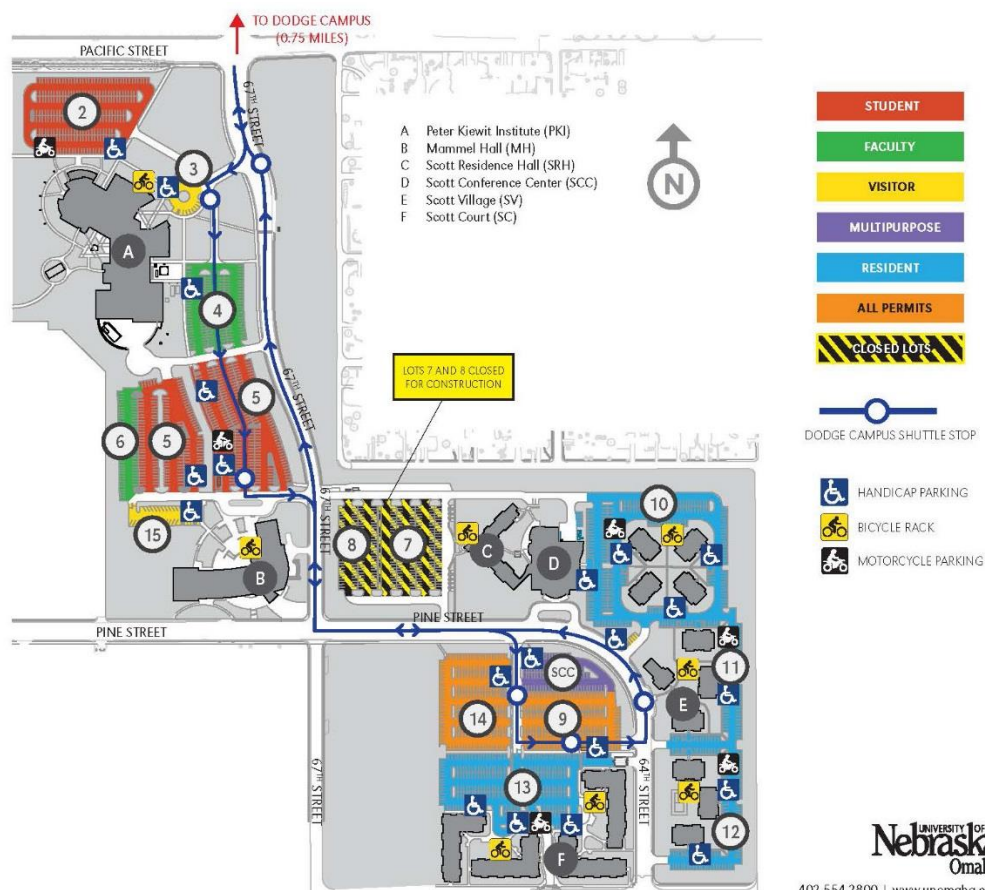 TO DODGE CAMPUS
(0.75 MILES)
PACIFIC STREET
67TH STREET
A Peter Kiewit Institute (PKI)
B Mammel Hall (MH)
C Scott Residence Hall (SRH)
D Scott Conference Center (SCC)
E Scott Village (SV)
F Scott Court (SC)
N
STUDENT
FACULTY
VISITOR
MULTIPURPOSE
RESIDENT
ALL PERMITS
CLOSED LOTS
DODGE CAMPUS SHUTTLE STOP
HANDICAP PARKING
BICYCLE RACK
MOTORCYCLE PARKING
2
3
A
4
67TH STREET
LOTS 7 AND 8 CLOSED
FOR CONSTRUCTION
5
6
5
67TH STREET
15
8
7
10
C
D
B
PINE STREET
PINE STREET
SCC
11
E
14
9
67TH STREET
64TH STREET
13
12
F
UNIVERSITY OF
Nebraska
Omaha
402.554.2800